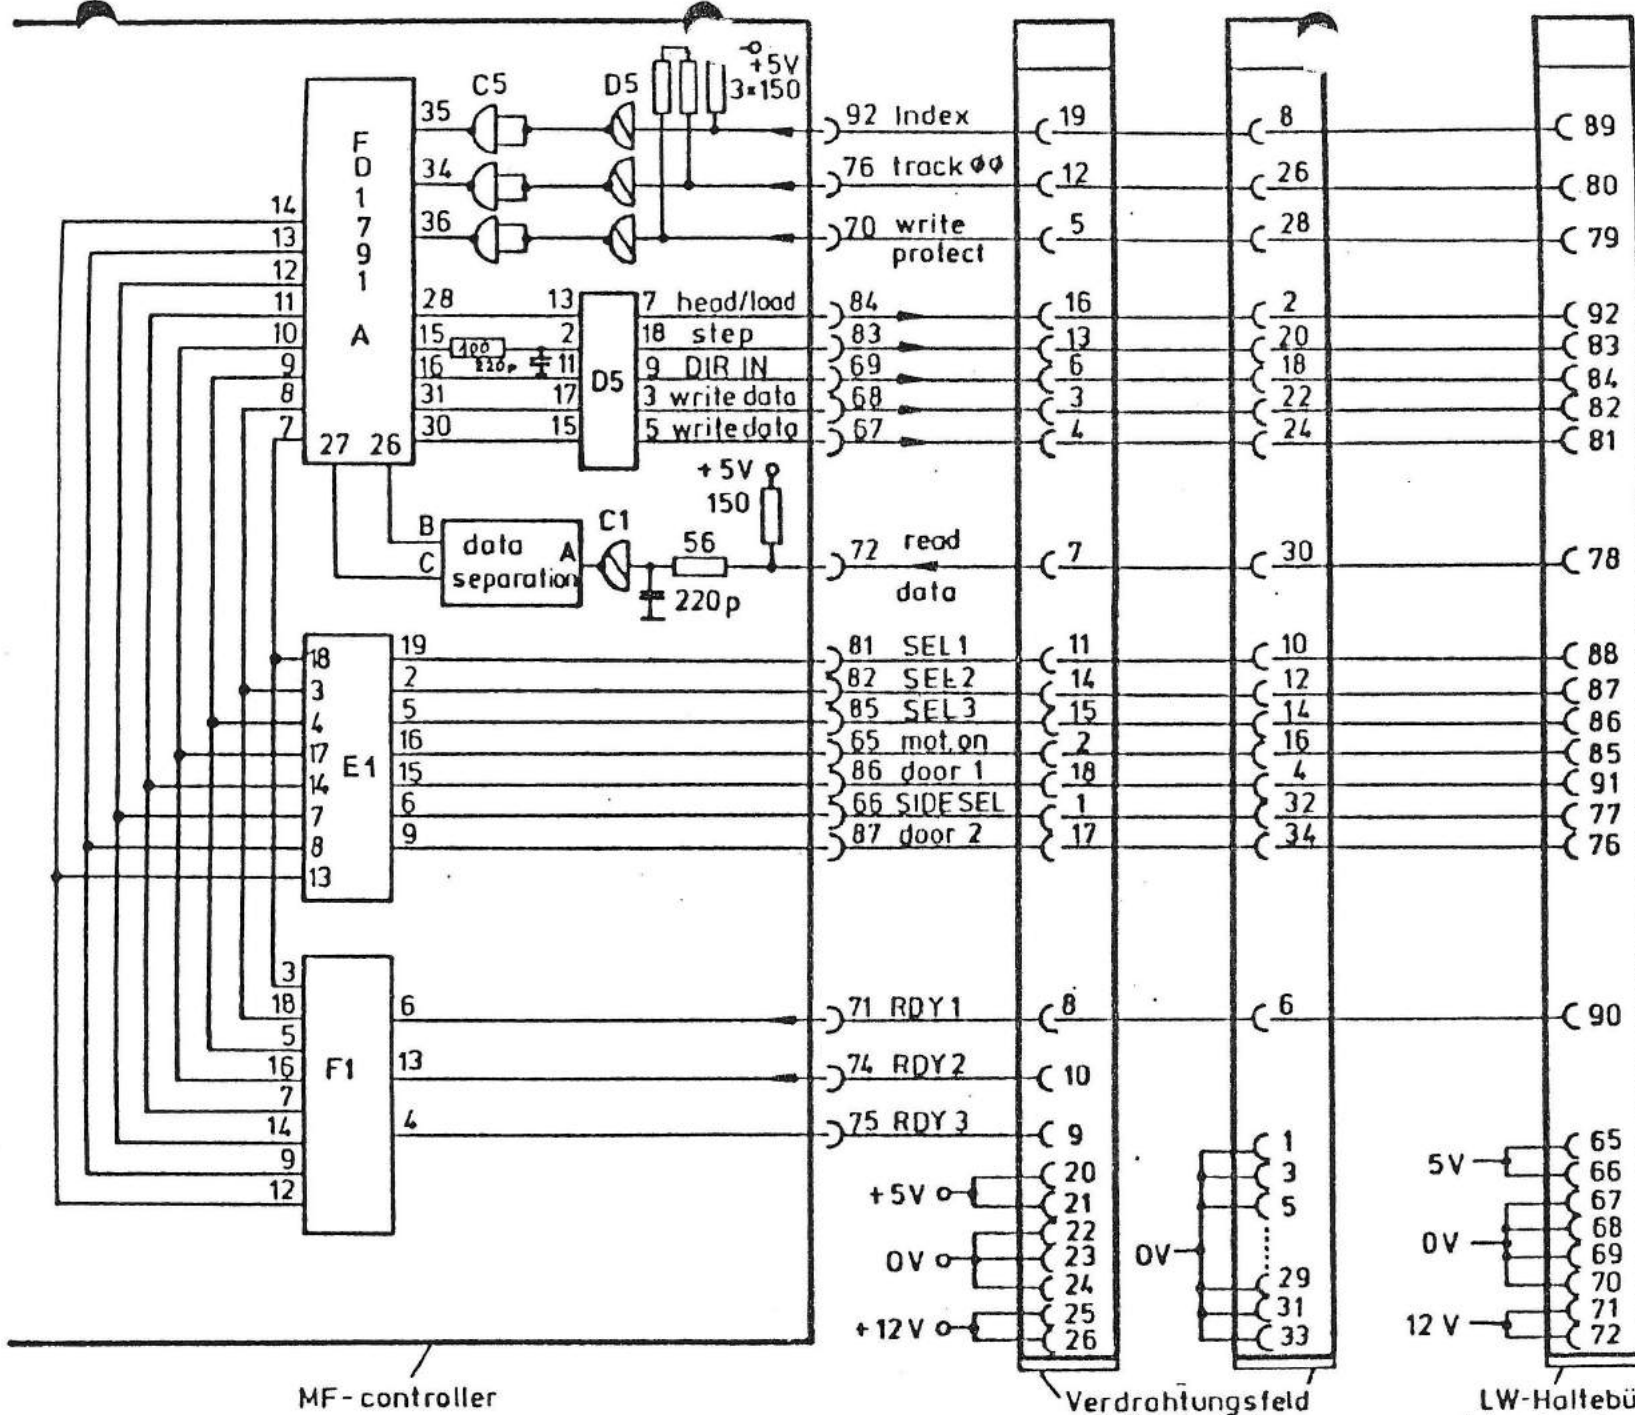 C5 D5 +5V
3×150
35 92 Index 19 8 89
34 76 track φφ 12 26 80
14
36 70 write protect 5 28 79
13
12
FD1791 A
11 28 13 7 head/load 84 16 2 92
10 15 400 2 18 step 83 13 20 83
9 16 220p 11 9 DIR IN 69 6 18 84
D5
8 31 17 3 write data 68 3 22 82
7 30 15 5 write data 67 4 24 81
27 26
+5V
150
C1
B data separation A 56 72 read data 7 30 78
C
220p
18 19 81 SEL1 11 10 88
3 2 82 SEL2 14 12 87
4 5 85 SEL3 15 14 86
17 16 65 mot.on 2 16 85
E1
14 15 86 door 1 18 4 91
7 6 66 SIDESEL 1 32 77
8 9 87 door 2 17 34 76
13
3
18 6 71 RDY1 8 6 90
5
F1
16 13 74 RDY2 10
7
14 4 75 RDY3 9
9
12
+5V 20 21
0V 22 23 24
+12V 25 26
0V 1 3 5 29 31 33
5V 65 66
0V 67 68 69 70
12V 71 72
MF-controller
Verdrahtungsfeld
LW-Haltebü